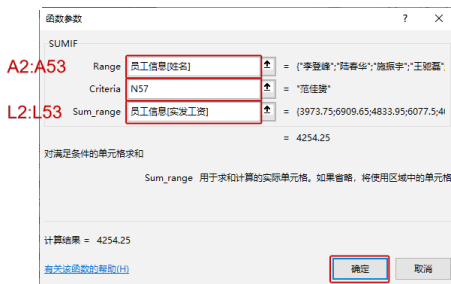 函数参数 ? ×
SUMIF
A2:A53 Range 员工信息[姓名] = {"李登峰";"陆春华";"施振宇";"王铯磊";
Criteria N57 = "范佳骑"
L2:L53 Sum_range 员工信息[实发工资] = {3973.75;6909.65;4833.95;6077.5;4(
= 4254.25
对满足条件的单元格求和
Sum_range 用于求和计算的实际单元格。如果省略，将使用区域中的单元格
计算结果 = 4254.25
有关该函数的帮助(H) 确定 取消